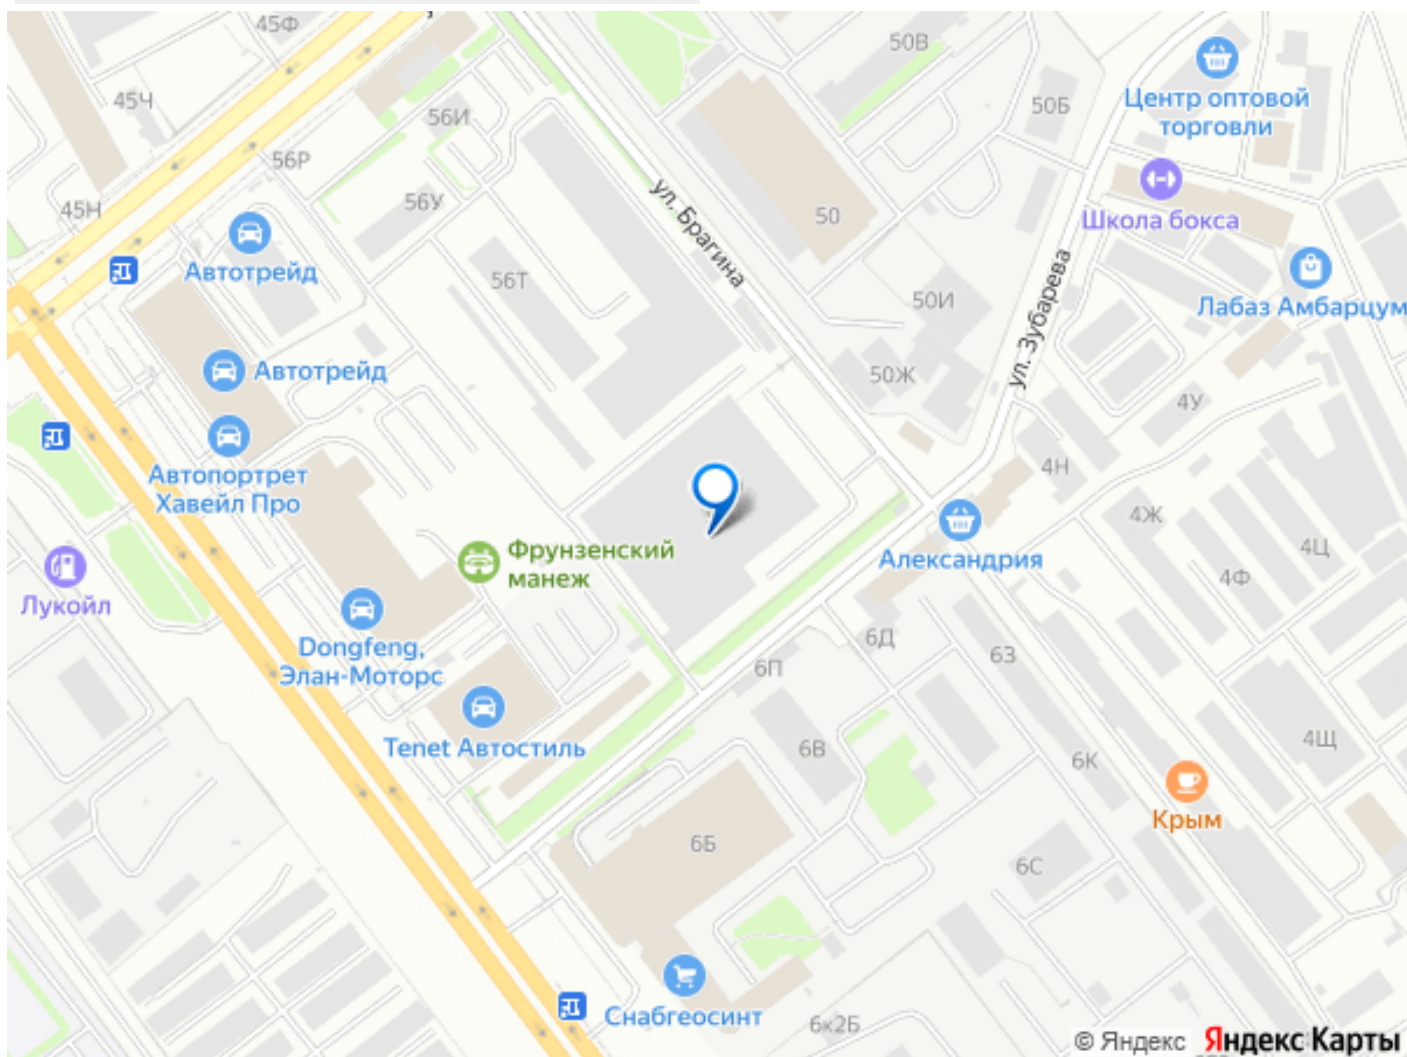 45Ф
50В
45Ч
56И
50Б
Центр оптовой
торговли
56Р
45Н
56У
ул. Брагина
50
Школа бокса
Автотрейд
56Т
50И
ул. Зубарева
Лабаз Амбарцум
Автотрейд
50Ж
4У
Автопортрет
Хавейл Про
4Н
4Ж
Фрунзенский
манеж
Александрия
4Ц
4Ф
Лукойл
Dongfeng,
Элан-Моторс
6Д
6З
6П
Tenet Автостиль
6В
4Щ
6К
Крым
6Б
6С
Снабгеосинт
6к2Б
© Яндекс Яндекс Карты